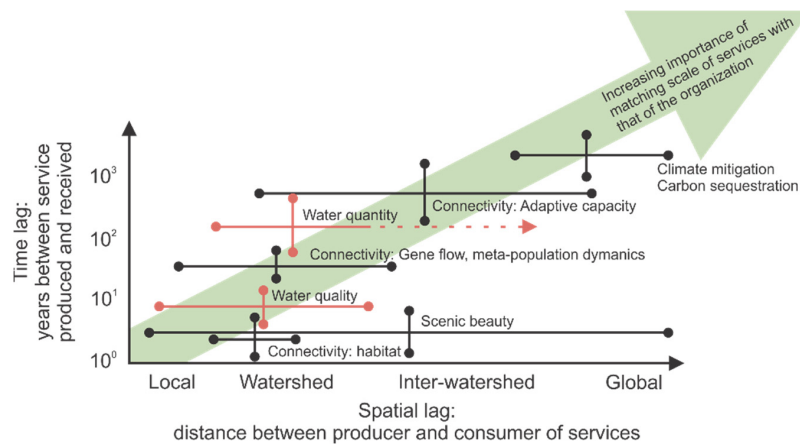 Increasing importance of
matching scale of services with
that of the organization
Time lag:
years between service
produced and received
10³
10²
10¹
10⁰
Climate mitigation
Carbon sequestration
Connectivity: Adaptive capacity
Water quantity
Connectivity: Gene flow, meta-population dymanics
Water quality
Scenic beauty
Connectivity: habitat
Local
Watershed
Inter-watershed
Global
Spatial lag:
distance between producer and consumer of services